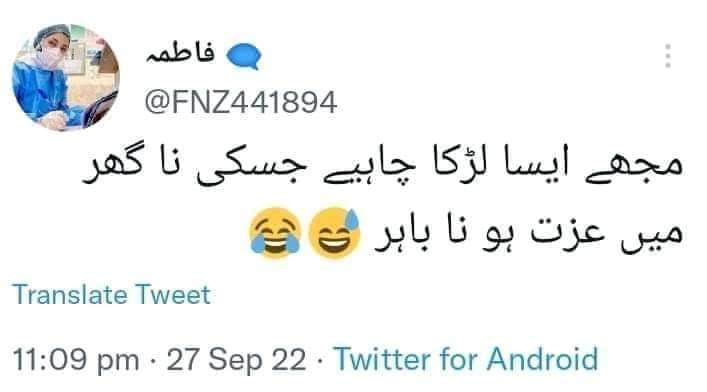 فاطمہ 🗨
@FNZ441894
مجھے ایسا لڑکا چاہیے جسکی نا گھر
میں عزت ہو نا باہر 😅😂
Translate Tweet
11:09 pm · 27 Sep 22 · Twitter for Android